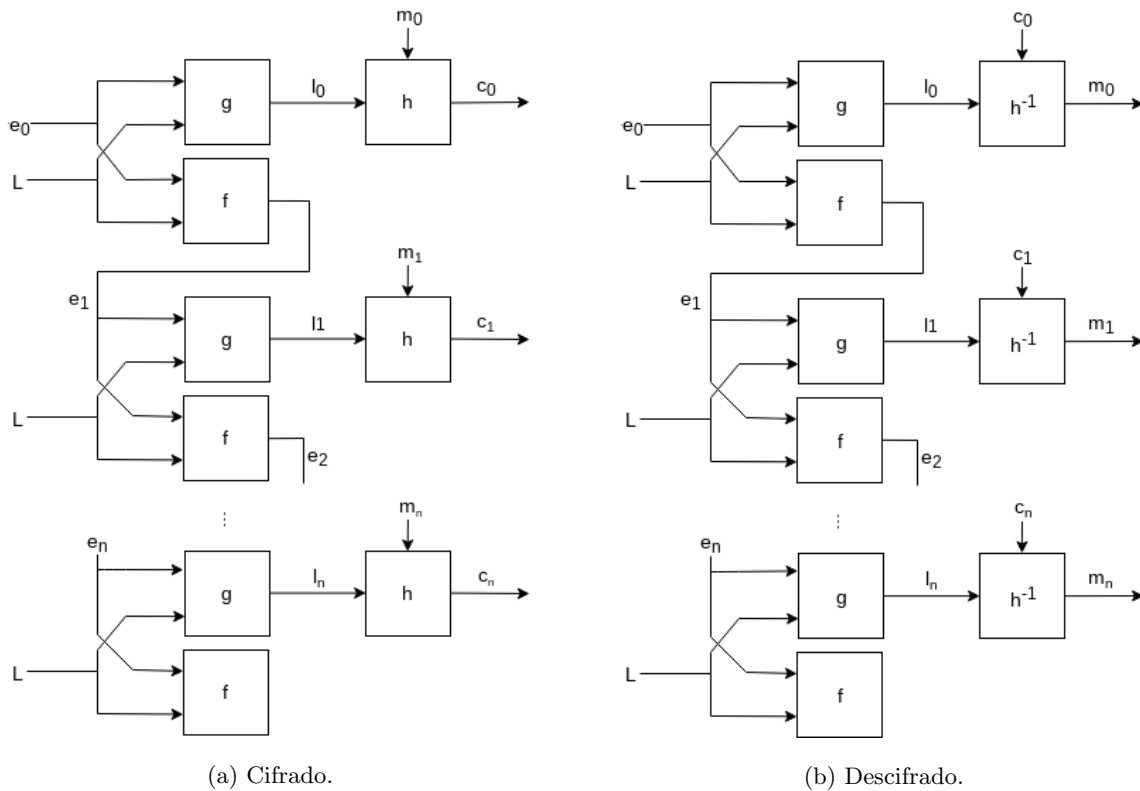 m₀
g
l₀
h
c₀
e₀
L
f
m₁
e₁
g
l1
h
c₁
L
f
e₂
mₙ
eₙ
g
lₙ
h
cₙ
L
f
(a) Cifrado.
c₀
g
l₀
h⁻¹
m₀
e₀
L
f
c₁
e₁
g
l1
h⁻¹
m₁
L
f
e₂
cₙ
eₙ
g
lₙ
h⁻¹
mₙ
L
f
(b) Descifrado.